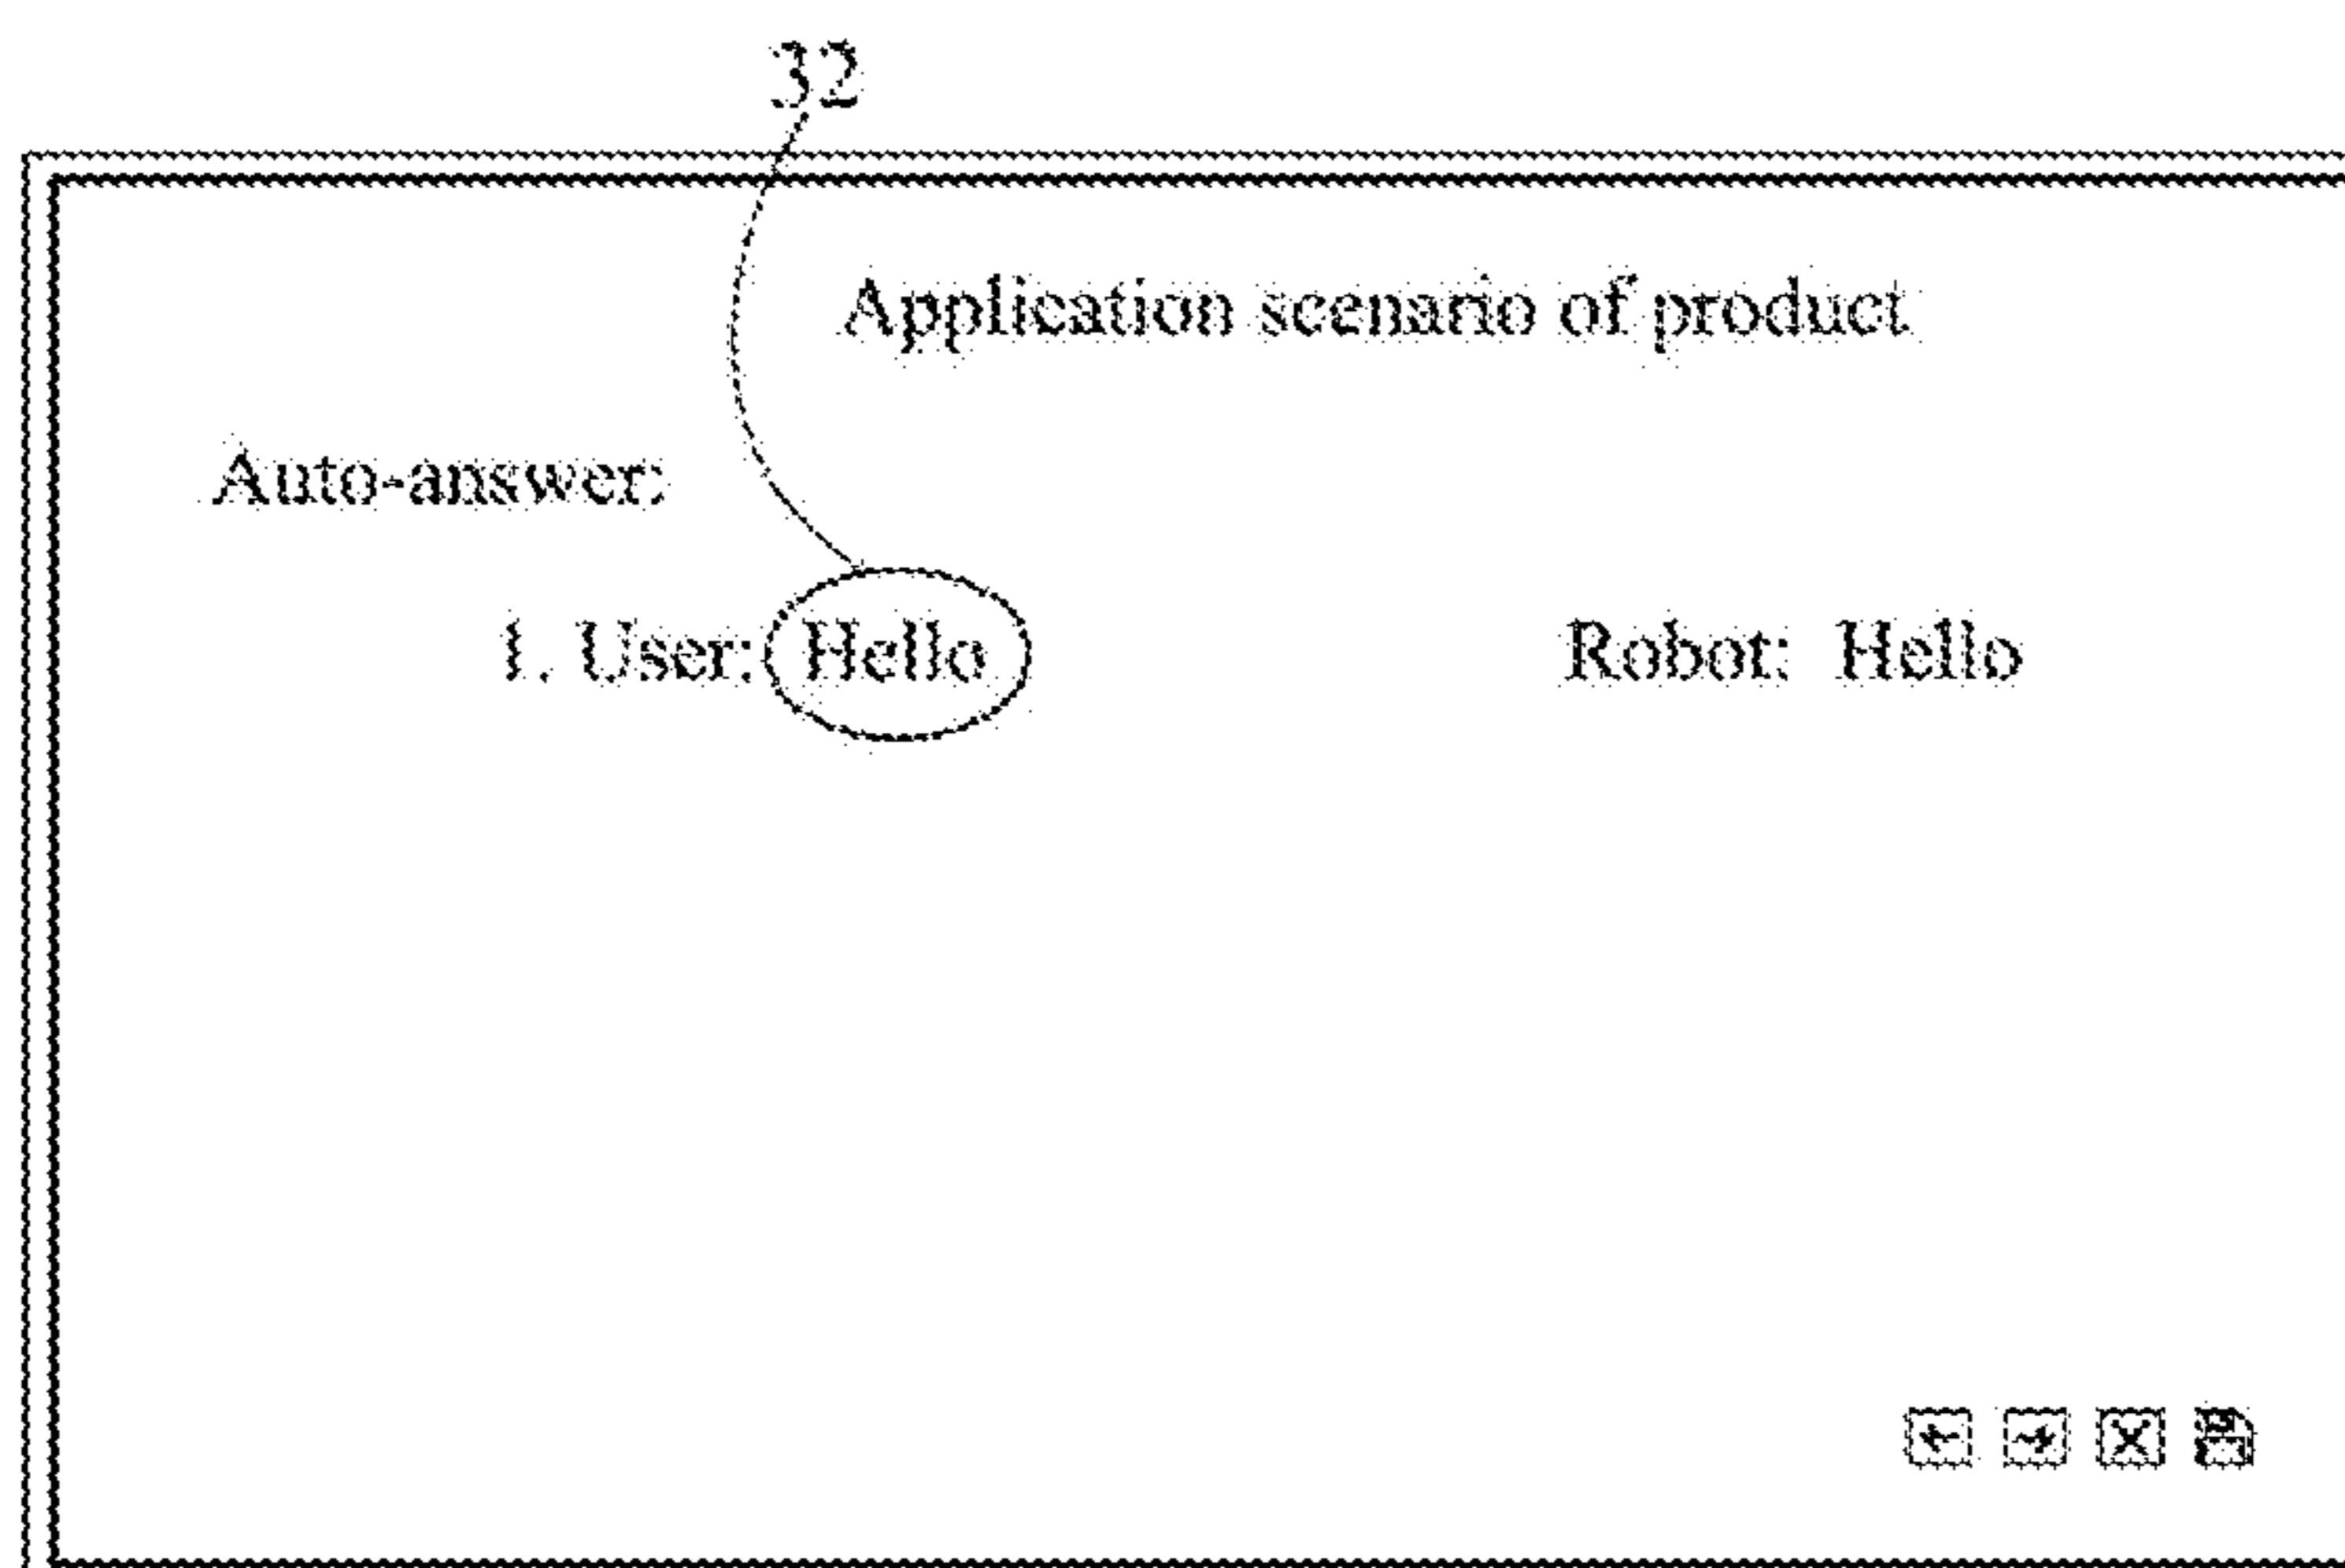 32
Application scenario of product
Auto-answer:
1. User: Hello Robot: Hello